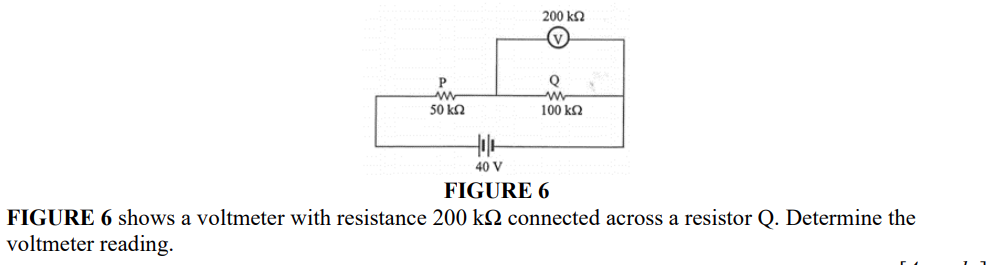 200 kΩ
V
P
Q
50 kΩ
100 kΩ
40 V
FIGURE 6
FIGURE 6 shows a voltmeter with resistance 200 kΩ connected across a resistor Q. Determine the
voltmeter reading.